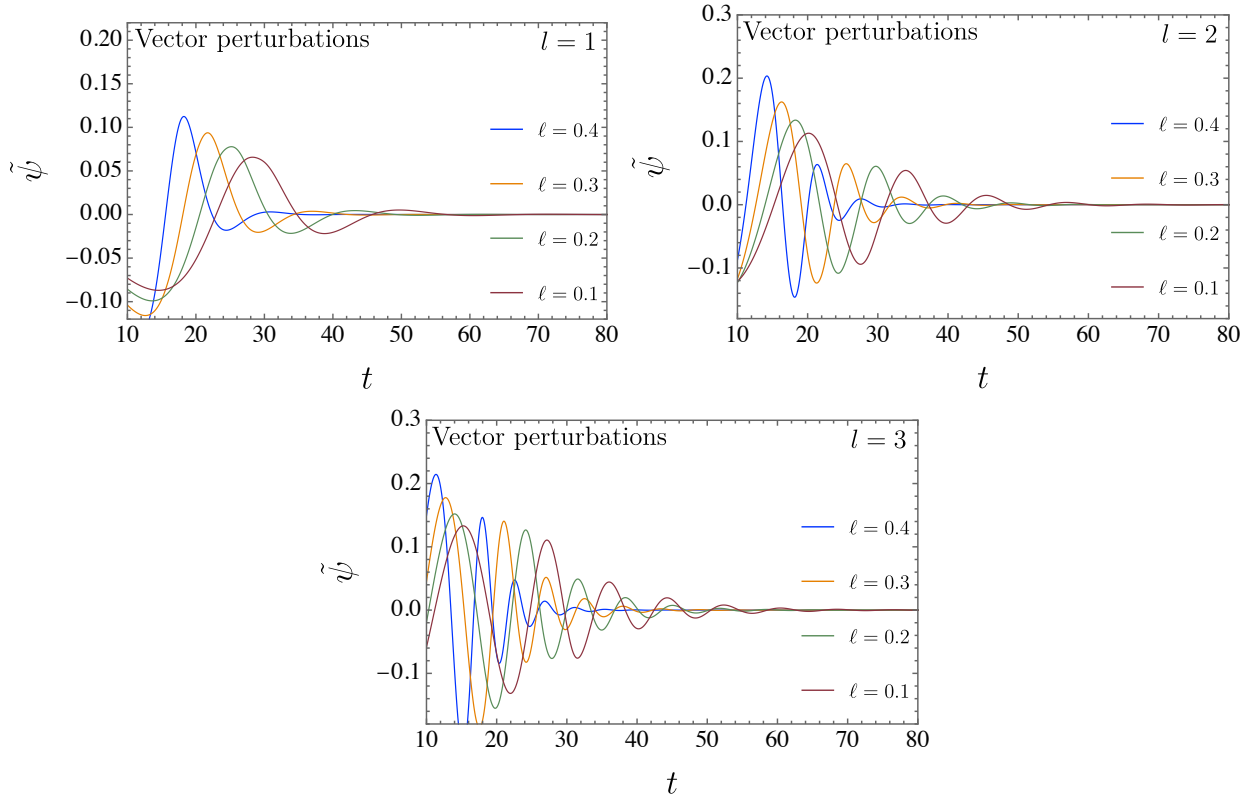 Vector perturbations
l = 1
0.20
0.15
0.10
0.05
0.00
−0.05
−0.10
ψ̃
ℓ = 0.4
ℓ = 0.3
ℓ = 0.2
ℓ = 0.1
10 20 30 40 50 60 70 80
t
Vector perturbations
l = 2
0.3
0.2
0.1
0.0
−0.1
ψ̃
ℓ = 0.4
ℓ = 0.3
ℓ = 0.2
ℓ = 0.1
10 20 30 40 50 60 70 80
t
Vector perturbations
l = 3
0.3
0.2
0.1
0.0
−0.1
ψ̃
ℓ = 0.4
ℓ = 0.3
ℓ = 0.2
ℓ = 0.1
10 20 30 40 50 60 70 80
t